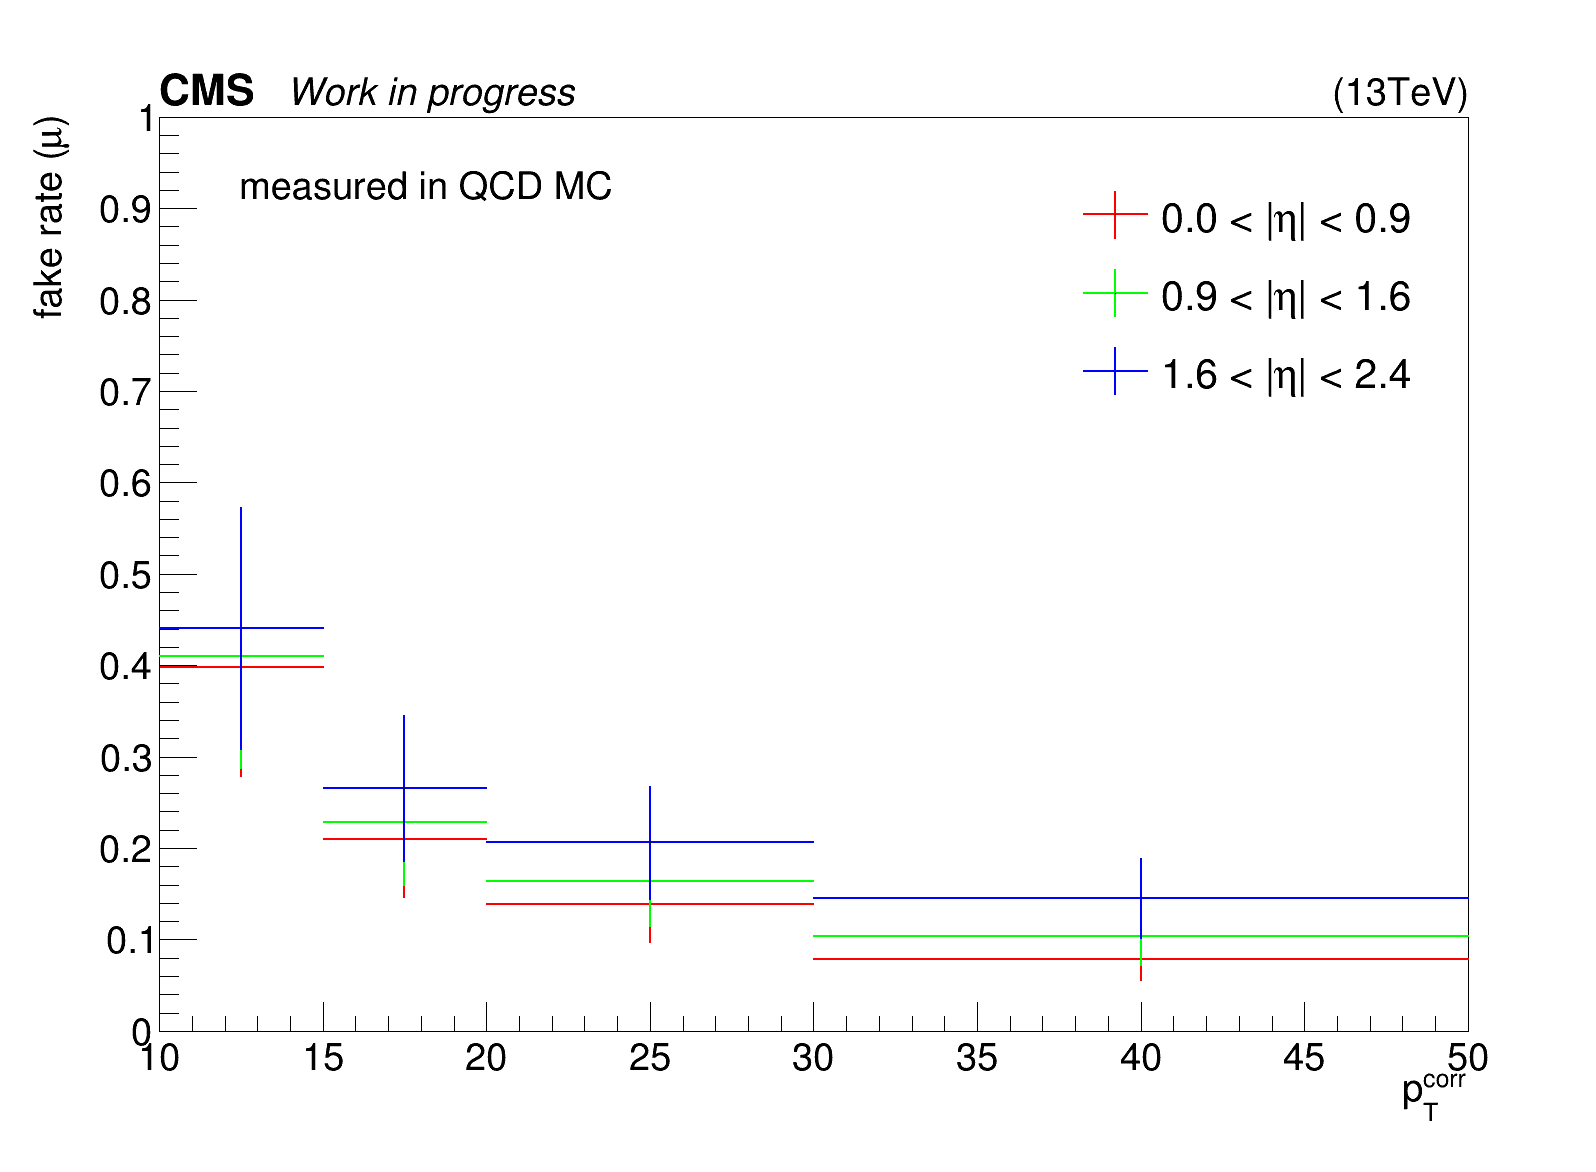 CMS Work in progress (13TeV)
fake rate (μ)
measured in QCD MC
0.0 < |η| < 0.9
0.9 < |η| < 1.6
1.6 < |η| < 2.4
1
0.9
0.8
0.7
0.6
0.5
0.4
0.3
0.2
0.1
0
10 15 20 25 30 35 40 45 50
p_T^corr